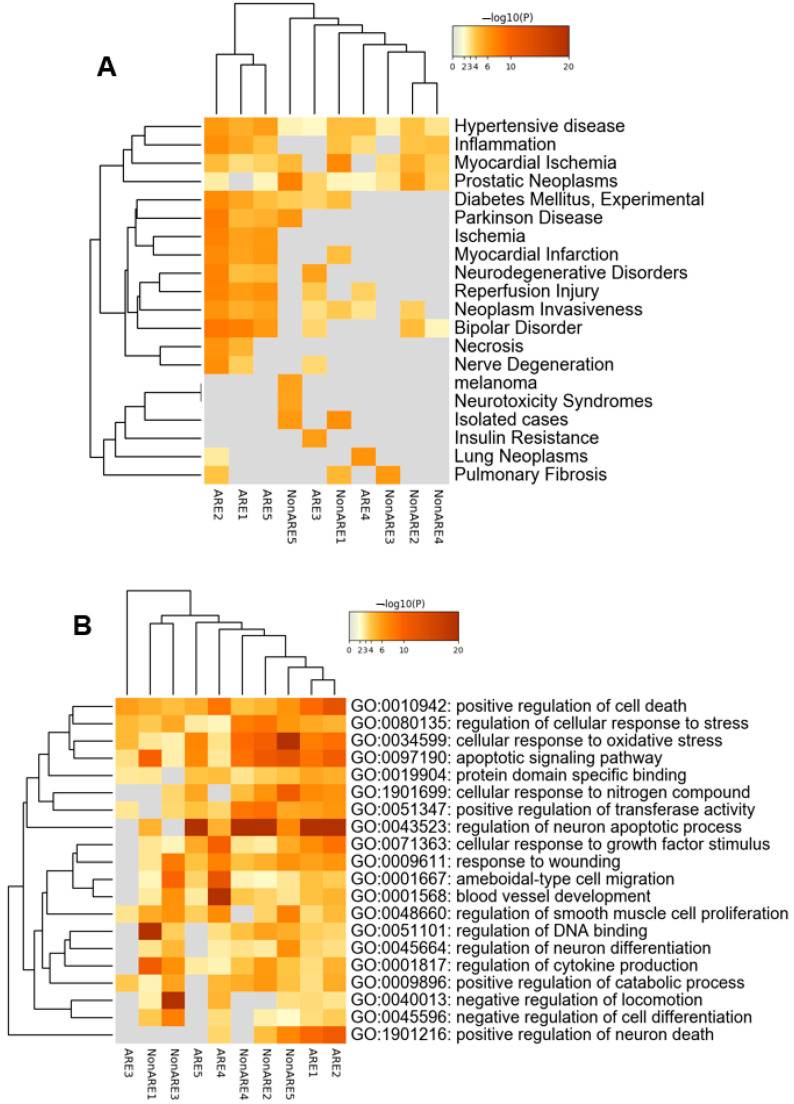 A
—log10(P)
0 2 3 4 6 10 20
Hypertensive disease
Inflammation
Myocardial Ischemia
Prostatic Neoplasms
Diabetes Mellitus, Experimental
Parkinson Disease
Ischemia
Myocardial Infarction
Neurodegenerative Disorders
Reperfusion Injury
Neoplasm Invasiveness
Bipolar Disorder
Necrosis
Nerve Degeneration
melanoma
Neurotoxicity Syndromes
Isolated cases
Insulin Resistance
Lung Neoplasms
Pulmonary Fibrosis
ARE2
ARE1
ARE5
NonARE5
ARE3
NonARE1
ARE4
NonARE3
NonARE2
NonARE4
B
—log10(P)
0 2 3 4 6 10 20
GO:0010942: positive regulation of cell death
GO:0080135: regulation of cellular response to stress
GO:0034599: cellular response to oxidative stress
GO:0097190: apoptotic signaling pathway
GO:0019904: protein domain specific binding
GO:1901699: cellular response to nitrogen compound
GO:0051347: positive regulation of transferase activity
GO:0043523: regulation of neuron apoptotic process
GO:0071363: cellular response to growth factor stimulus
GO:0009611: response to wounding
GO:0001667: ameboidal-type cell migration
GO:0001568: blood vessel development
GO:0048660: regulation of smooth muscle cell proliferation
GO:0051101: regulation of DNA binding
GO:0045664: regulation of neuron differentiation
GO:0001817: regulation of cytokine production
GO:0009896: positive regulation of catabolic process
GO:0040013: negative regulation of locomotion
GO:0045596: negative regulation of cell differentiation
GO:1901216: positive regulation of neuron death
ARE3
NonARE1
NonARE3
ARE5
ARE4
NonARE4
NonARE2
NonARE5
ARE1
ARE2